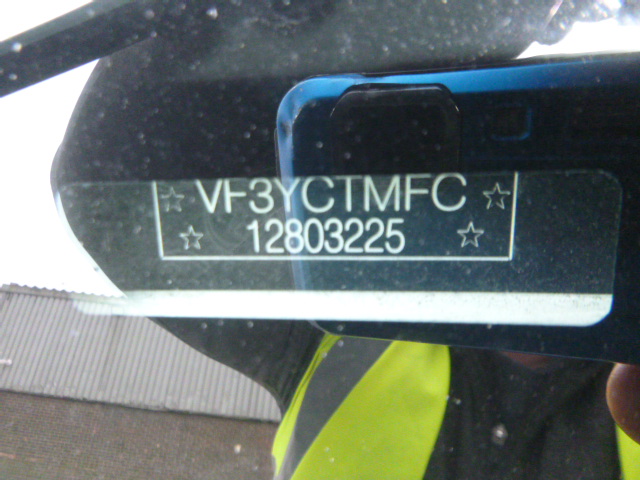 ☆ VF3YCTMFC ☆
☆ 12803225 ☆